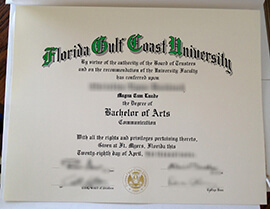 Florida Gulf Coast University
By virtue of the authority of the Board of Trustees
and on the recommendation of the University Faculty
has conferred upon
Magna Cum Laude
the Degree of
Bachelor of Arts
Communication
With all the rights and privileges pertaining thereto,
Given at Ft. Myers, Florida this
Twenty-eighth day of April,